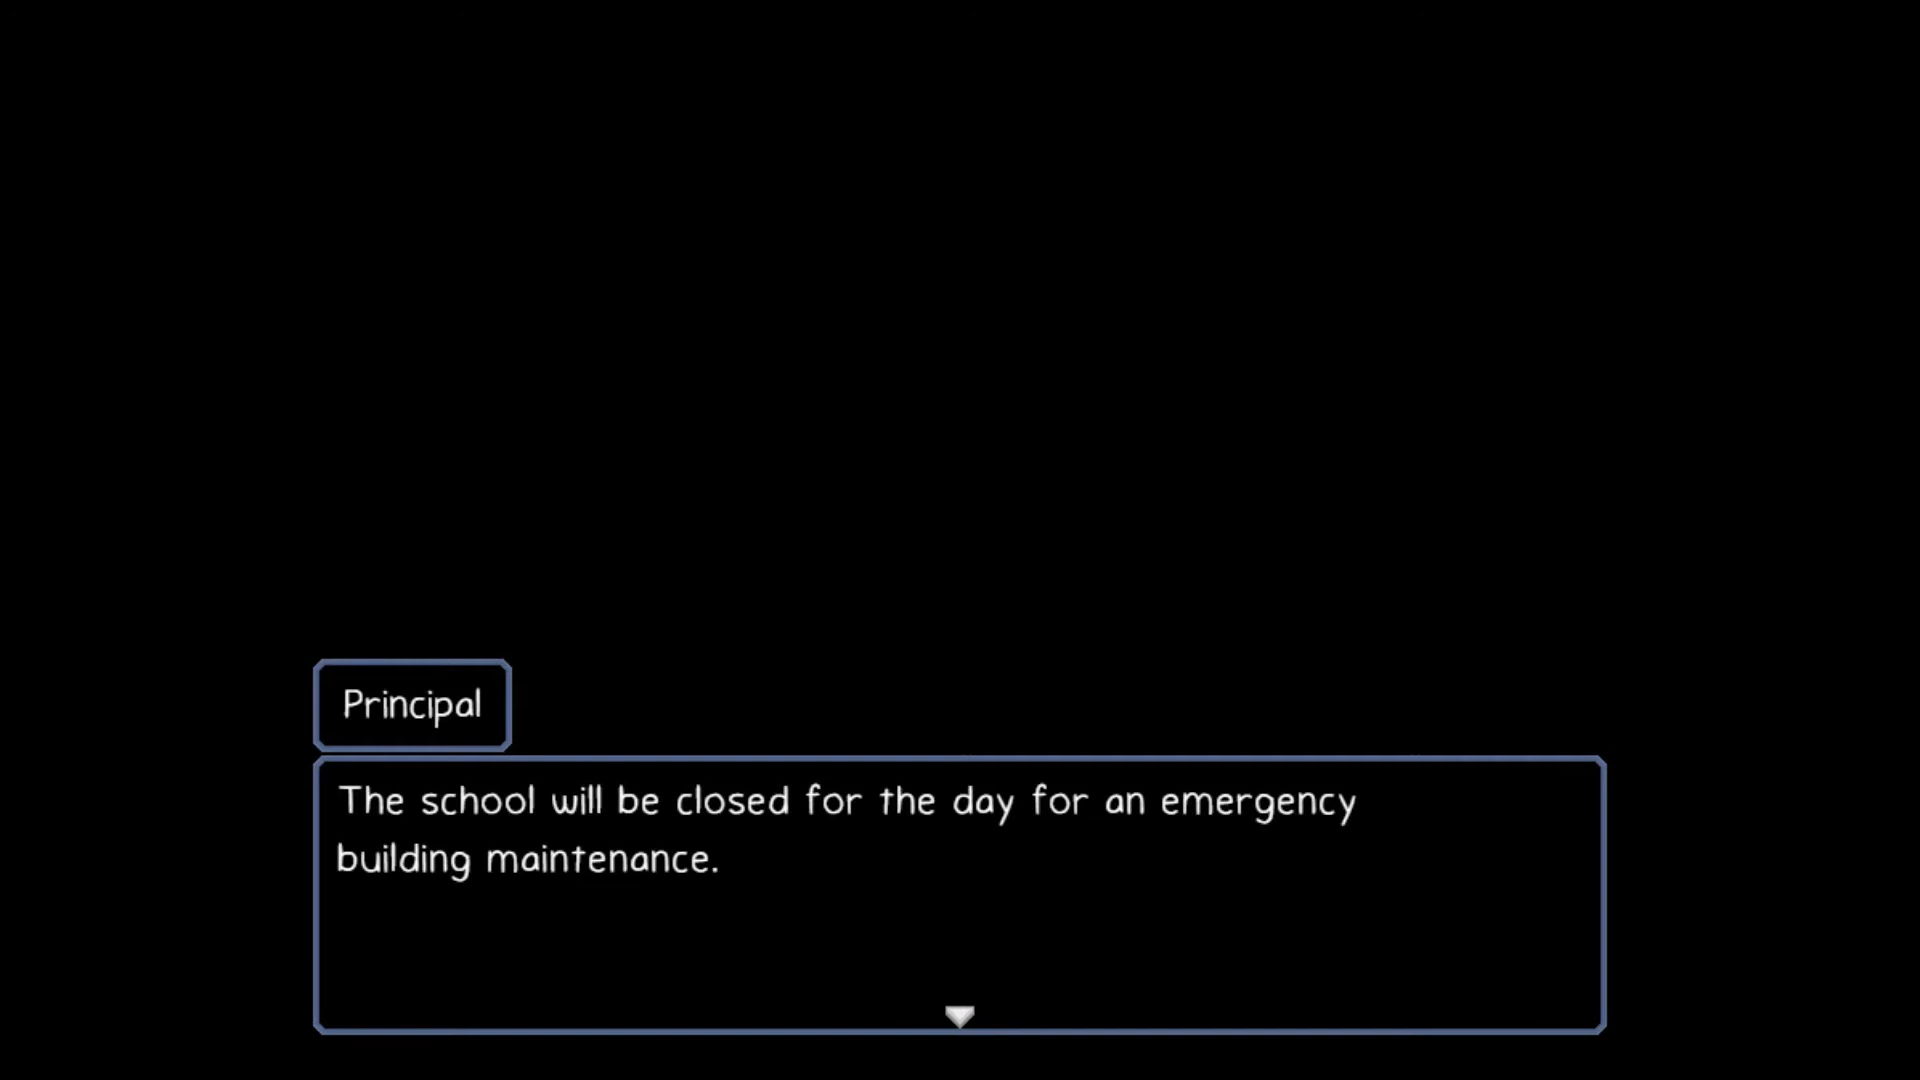 Principal
The school will be closed for the day for an emergency
building maintenance.